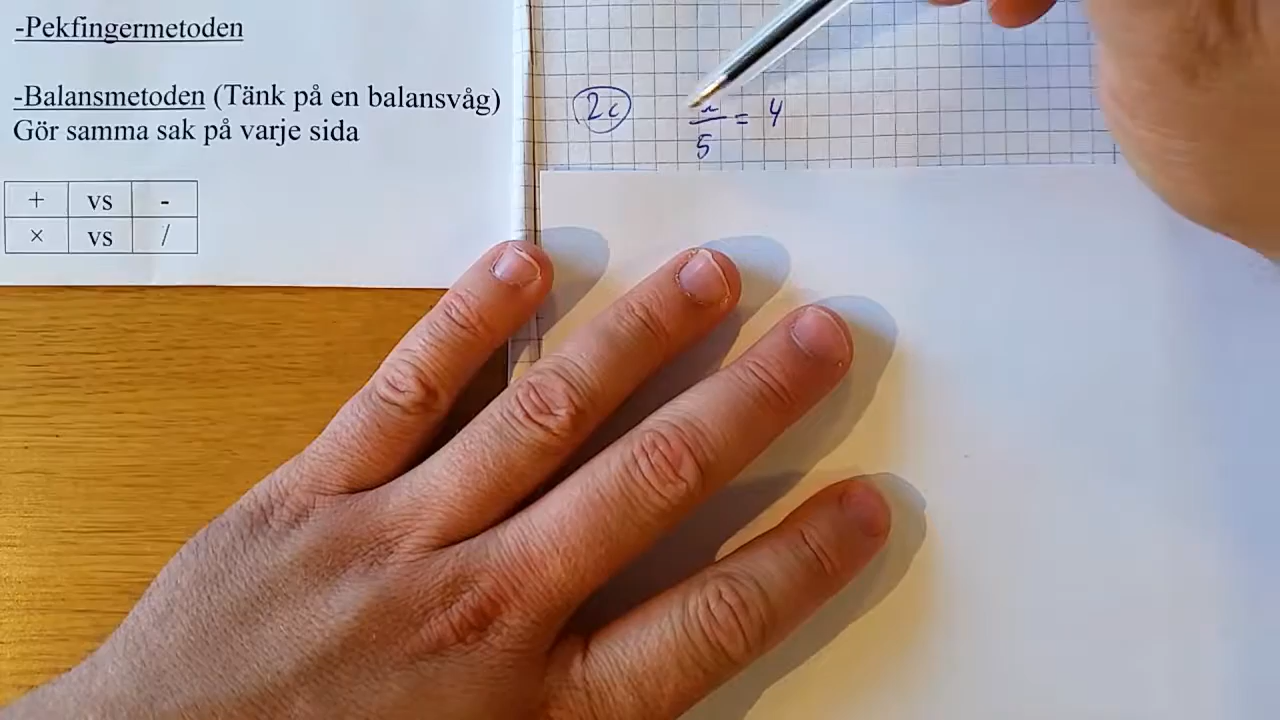 -Pekfingermetoden
-Balansmetoden (Tänk på en balansvåg)
Gör samma sak på varje sida
+ vs -
× vs /
2c
x/5 = 4